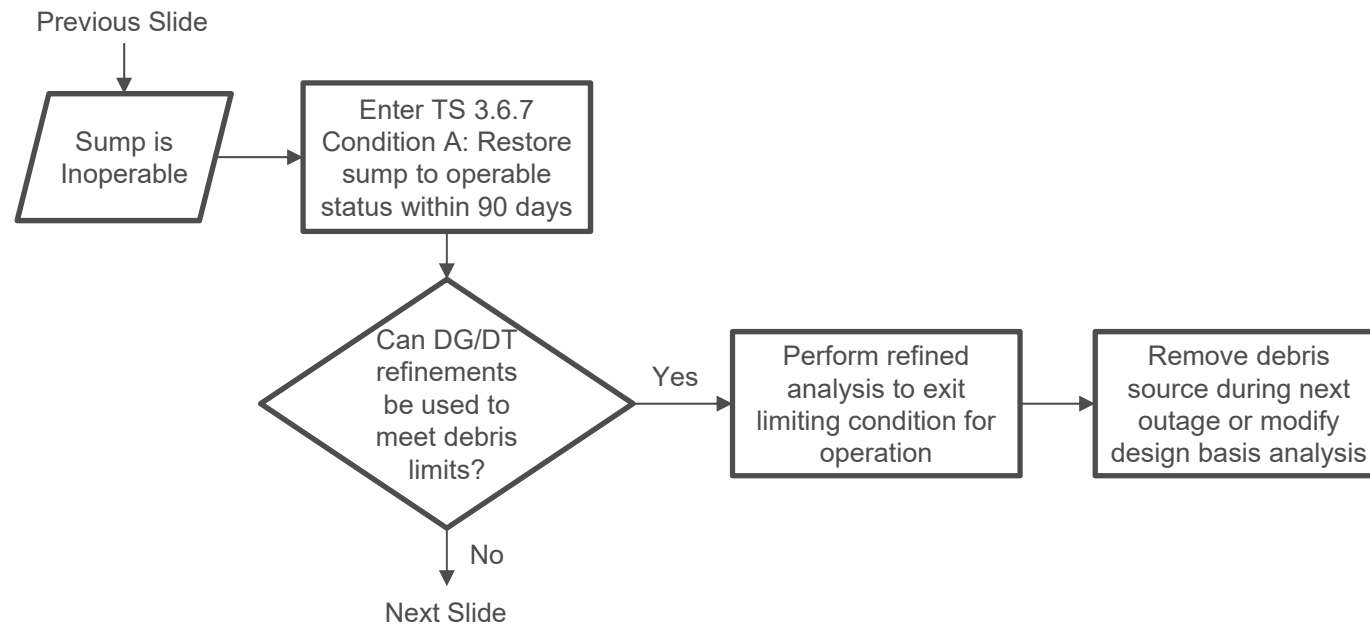 Previous Slide
Sump is
Inoperable
Enter TS 3.6.7
Condition A: Restore
sump to operable
status within 90 days
Can DG/DT
refinements
be used to
meet debris
limits?
Yes
Perform refined
analysis to exit
limiting condition for
operation
Remove debris
source during next
outage or modify
design basis analysis
No
Next Slide